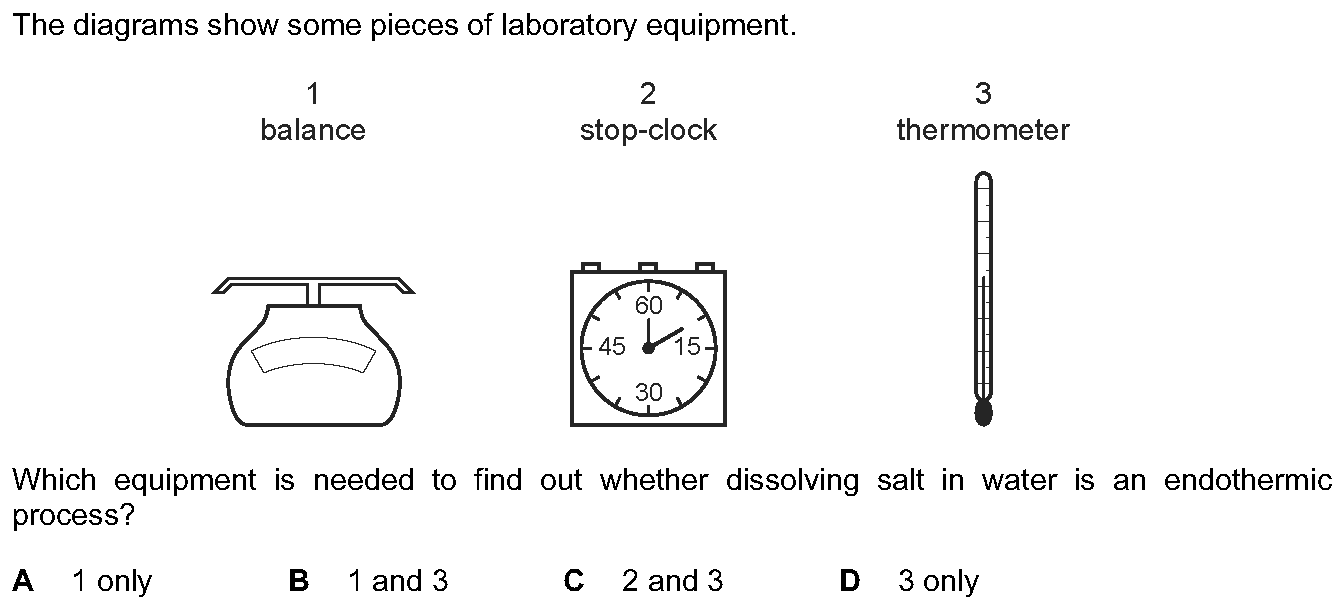 The diagrams show some pieces of laboratory equipment.
1 2 3
balance stop-clock thermometer
60
45 15
30
Which equipment is needed to find out whether dissolving salt in water is an endothermic
process?
A 1 only B 1 and 3 C 2 and 3 D 3 only